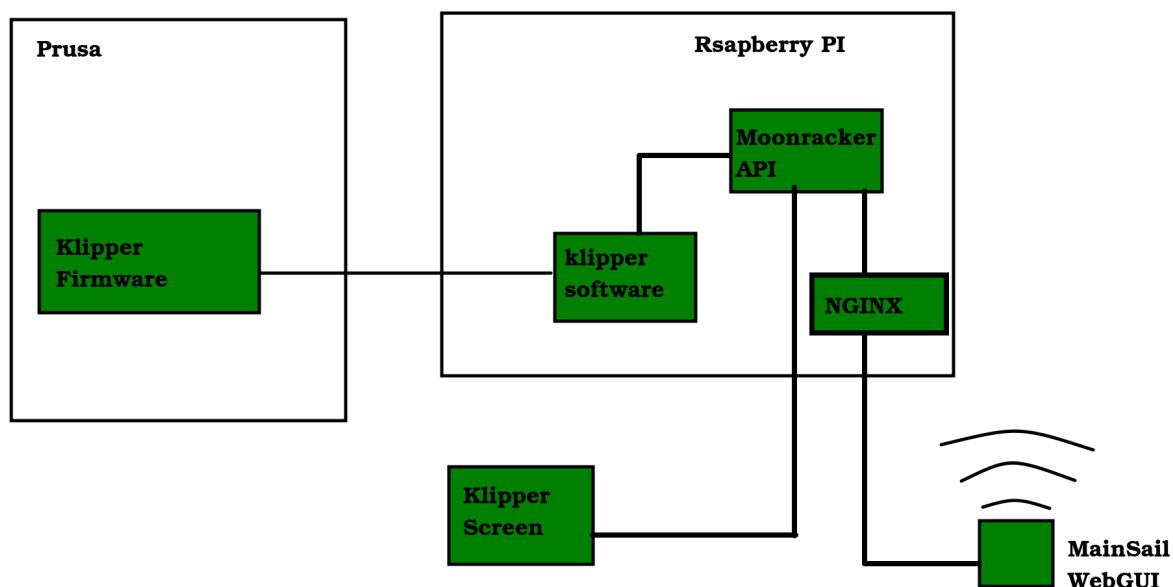 Prusa
Rsapberry PI
Moonracker
API
Klipper
Firmware
klipper
software
NGINX
Klipper
Screen
MainSail
WebGUI